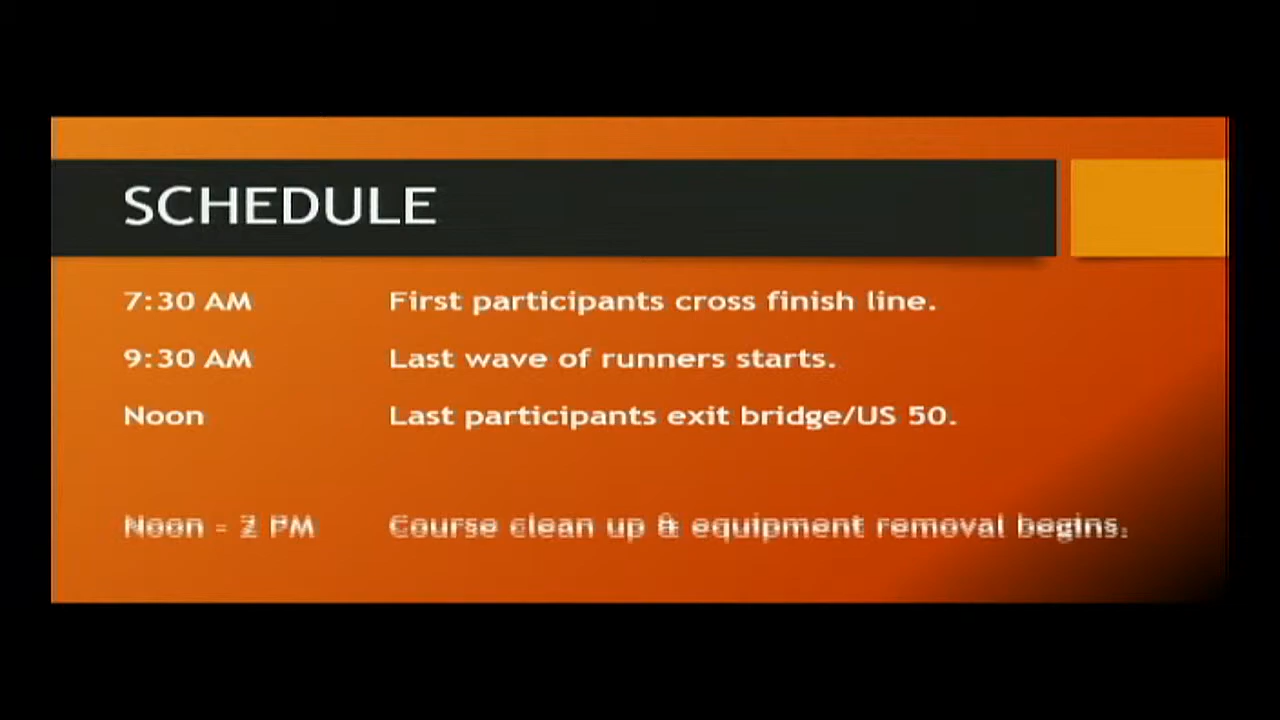 SCHEDULE
7:30 AM First participants cross finish line.
9:30 AM Last wave of runners starts.
Noon Last participants exit bridge/US 50.
Noon - 2 PM Course clean up & equipment removal begins.